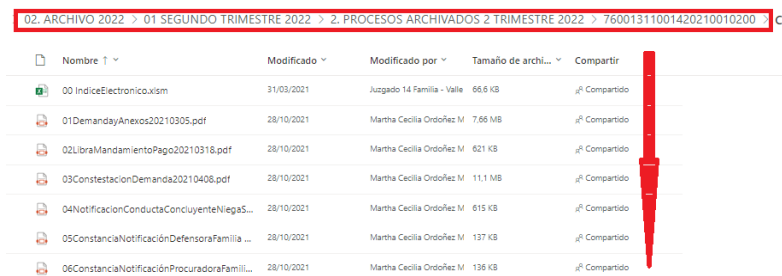 02. ARCHIVO 2022 > 01 SEGUNDO TRIMESTRE 2022 > 2. PROCESOS ARCHIVADOS 2 TRIMESTRE 2022 > 76001311001420210010200 > C
Nombre ↑ Modificado Modificado por Tamaño de archi... Compartir
00 IndiceElectronico.xlsm 31/03/2021 Juzgado 14 Familia - Valle 66,6 KB Compartido
01DemandayAnexos20210305.pdf 28/10/2021 Martha Cecilia Ordoñez M 7,66 MB Compartido
02LibraMandamientoPago20210318.pdf 28/10/2021 Martha Cecilia Ordoñez M 621 KB Compartido
03ConstestacionDemanda20210408.pdf 28/10/2021 Martha Cecilia Ordoñez M 11,1 MB Compartido
04NotificacionConductaConcluyenteNiegaS... 28/10/2021 Martha Cecilia Ordoñez M 615 KB Compartido
05ConstanciaNotificaciónDefensoraFamilia ... 28/10/2021 Martha Cecilia Ordoñez M 137 KB Compartido
06ConstanciaNotificaciónProcuradoraFamili... 28/10/2021 Martha Cecilia Ordoñez M 136 KB Compartido